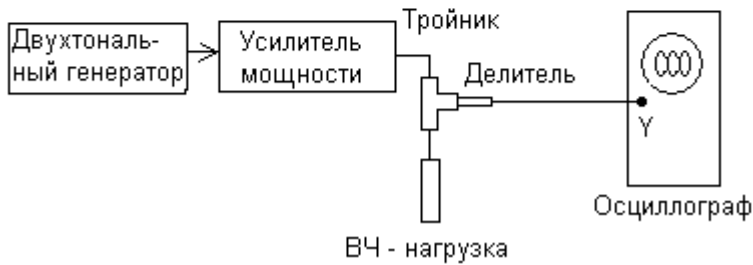 Двухтональ-
ный генератор
Усилитель
мощности
Тройник
Делитель
Y
Осциллограф
ВЧ - нагрузка